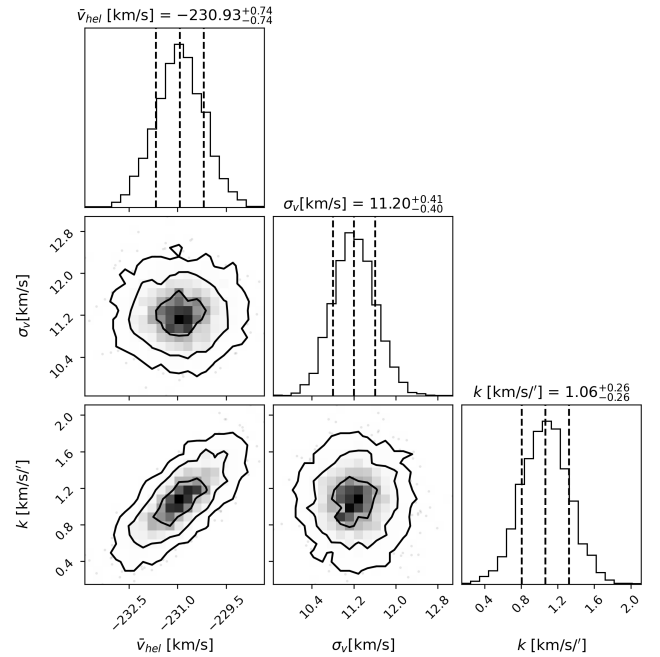 v̄_hel [km/s] = −230.93^{+0.74}_{−0.74}
σ_v[km/s] = 11.20^{+0.41}_{−0.40}
12.8
12.0
11.2
10.4
σ_v[km/s]
k [km/s/′] = 1.06^{+0.26}_{−0.26}
2.0
1.6
1.2
0.8
0.4
k [km/s/′]
−232.5 −231.0 −229.5 10.4 11.2 12.0 12.8 0.4 0.8 1.2 1.6 2.0
v̄_hel [km/s] σ_v[km/s] k [km/s/′]